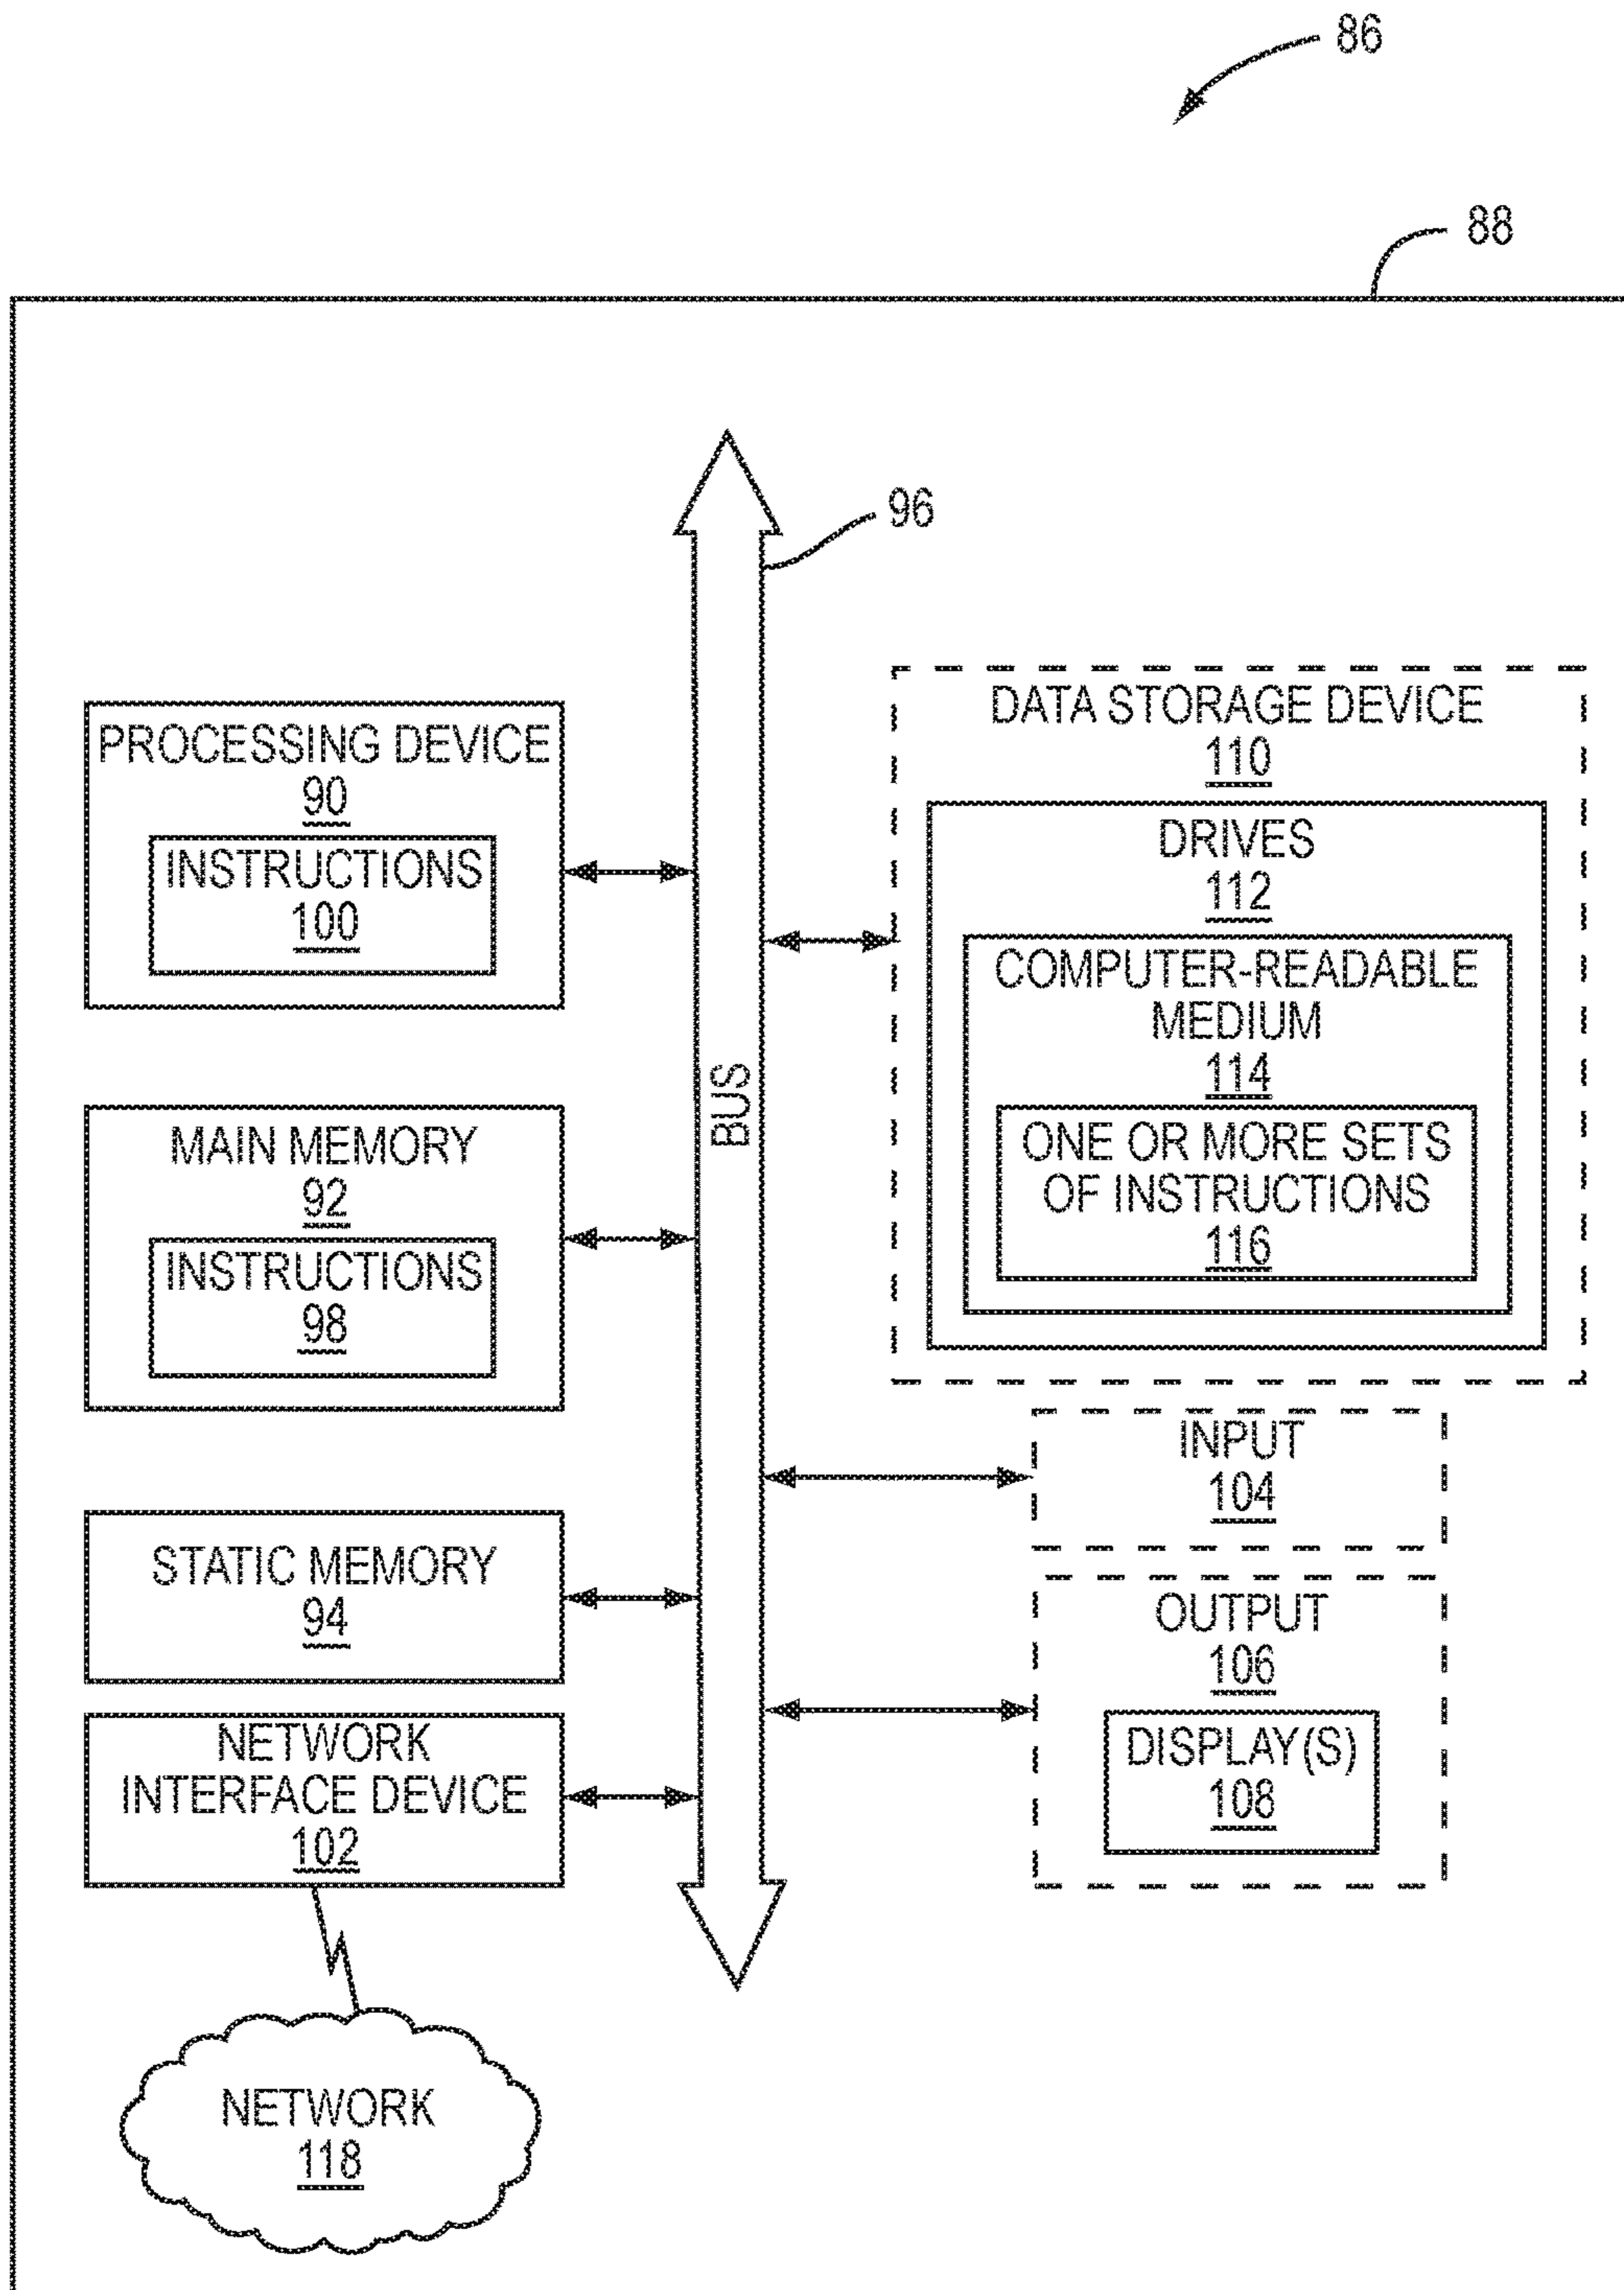 86
88
96
PROCESSING DEVICE
90
INSTRUCTIONS
100
MAIN MEMORY
92
INSTRUCTIONS
98
STATIC MEMORY
94
NETWORK
INTERFACE DEVICE
102
NETWORK
118
BUS
DATA STORAGE DEVICE
110
DRIVES
112
COMPUTER-READABLE
MEDIUM
114
ONE OR MORE SETS
OF INSTRUCTIONS
116
INPUT
104
OUTPUT
106
DISPLAY(S)
108